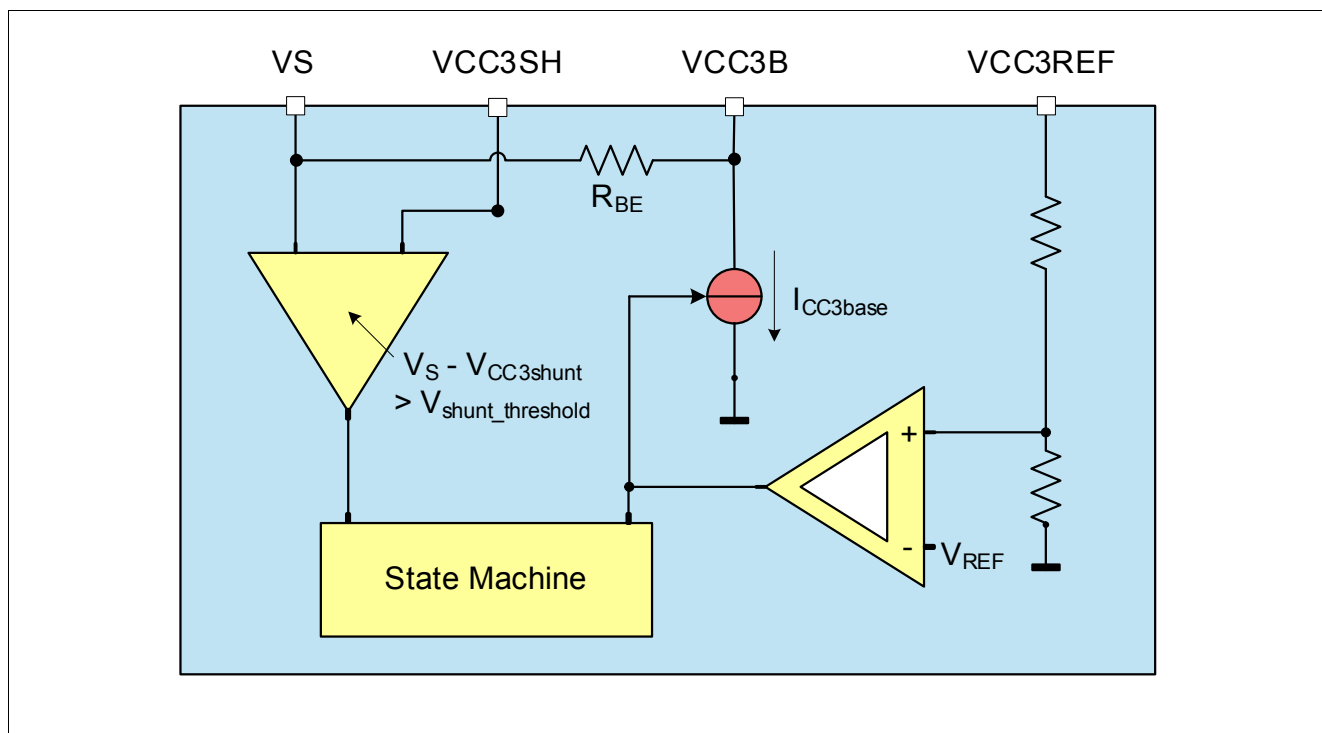 VS VCC3SH VCC3B VCC3REF
RBE
ICC3base
VS - VCC3shunt
> Vshunt_threshold
+
- VREF
State Machine